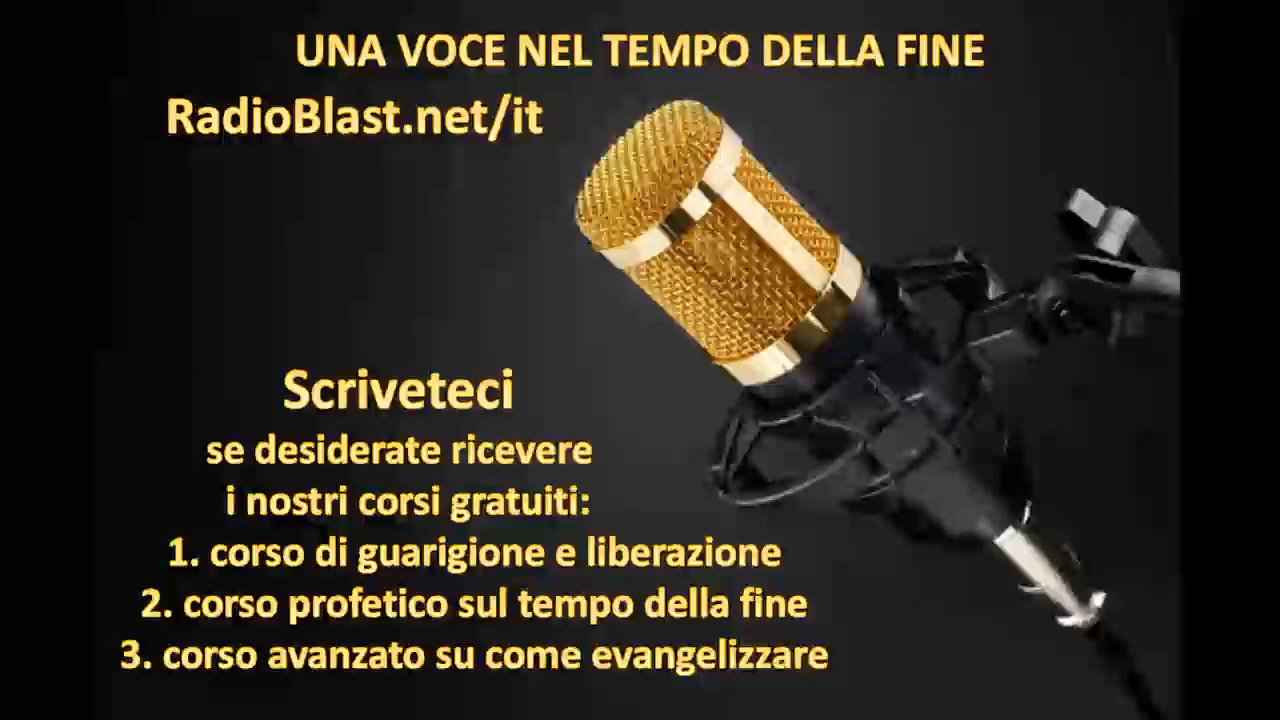 UNA VOCE NEL TEMPO DELLA FINE
RadioBlast.net/it
Scriveteci
se desiderate ricevere
i nostri corsi gratuiti:
1. corso di guarigione e liberazione
2. corso profetico sul tempo della fine
3. corso avanzato su come evangelizzare